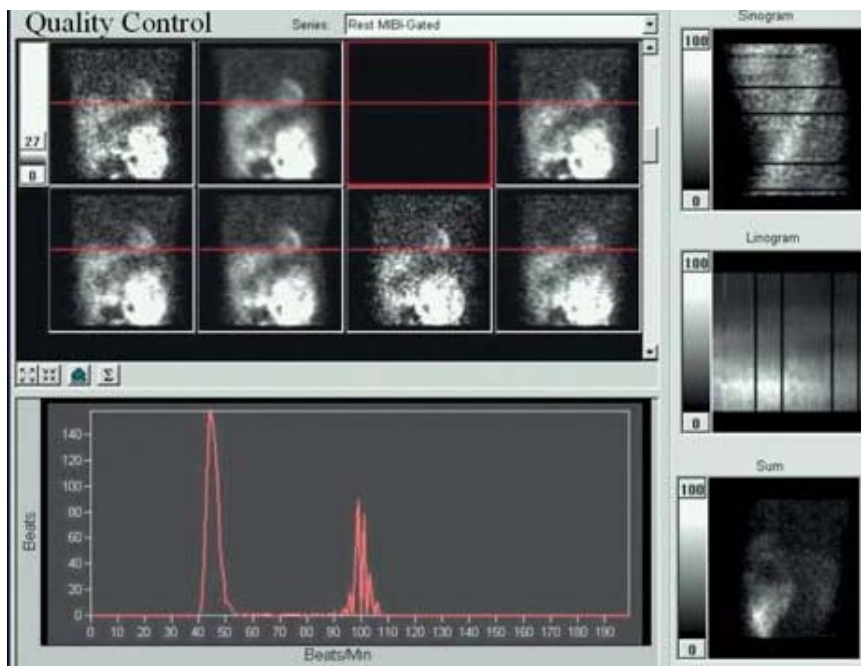 Quality Control
Series: Rest MIBI-Gated
27
0
Σ
Beats
140
120
100
80
60
40
20
0
0 10 20 30 40 50 60 70 80 90 100 110 120 130 140 150 160 170 180 190
Beats/Min
Sinogram
100
0
Linogram
100
0
Sum
100
0